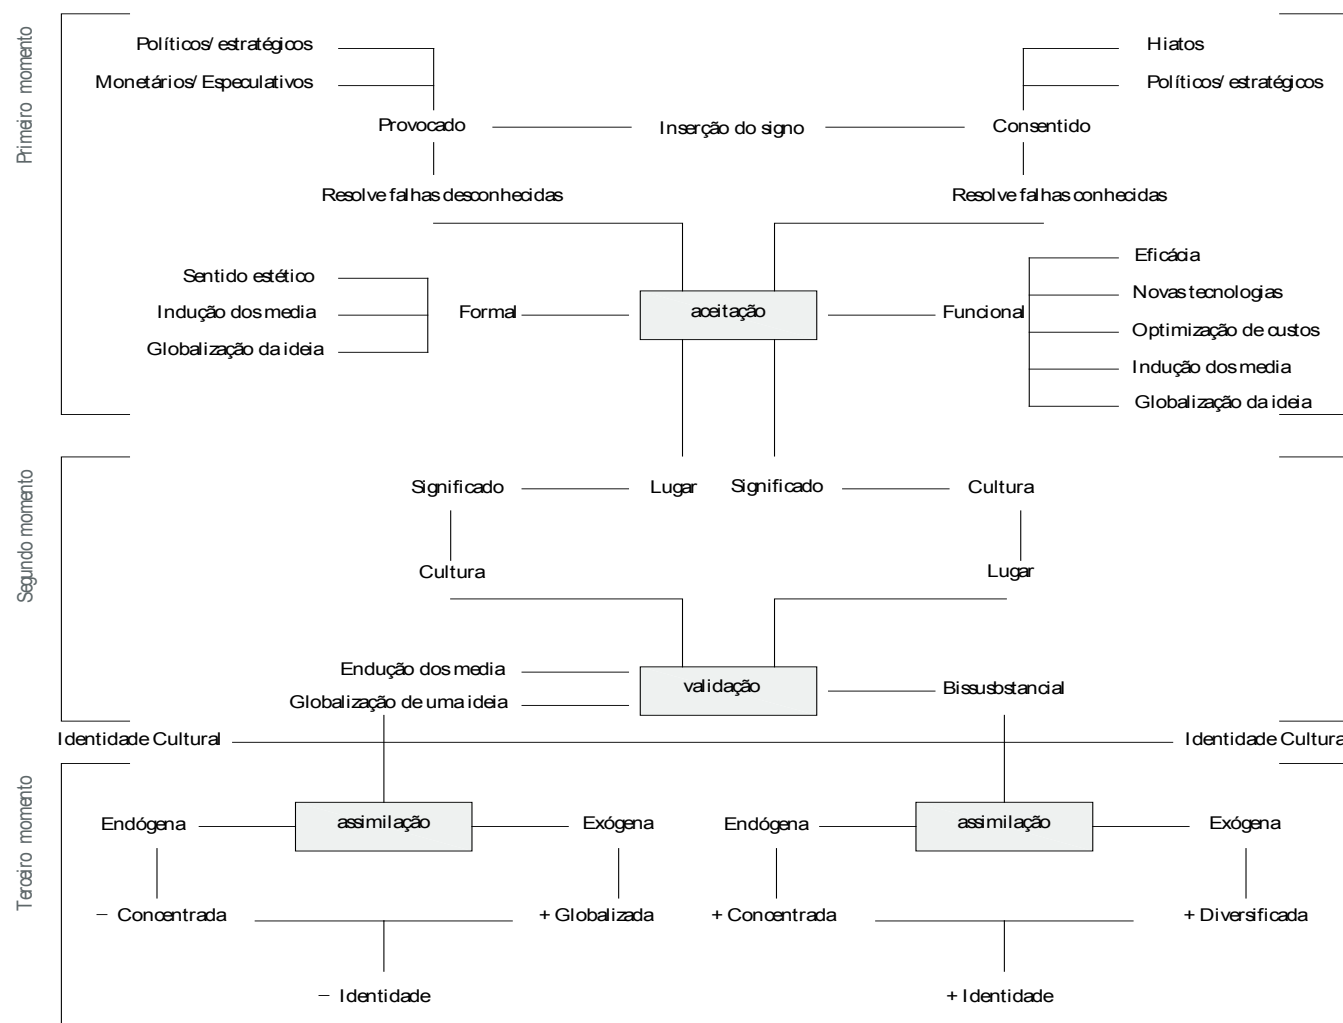 Primeiro momento
Políticos/ estratégicos
Hiatos
Monetários/ Especulativos
Políticos/ estratégicos
Provocado
Inserção do signo
Consentido
Resolve falhas desconhecidas
Resolve falhas conhecidas
Sentido estético
Indução dos media
Globalização da ideia
Formal
aceitação
Funcional
Eficácia
Novas tecnologias
Optimização de custos
Indução dos media
Globalização da ideia
Segundo momento
Significado
Lugar
Significado
Cultura
Cultura
Lugar
Endução dos media
Globalização de uma ideia
validação
Bissusbstancial
Identidade Cultural
Identidade Cultura
Terceiro momento
Endógena
assimilação
Exógena
Endógena
assimilação
Exógena
– Concentrada
+ Globalizada
+ Concentrada
+ Diversificada
– Identidade
+ Identidade